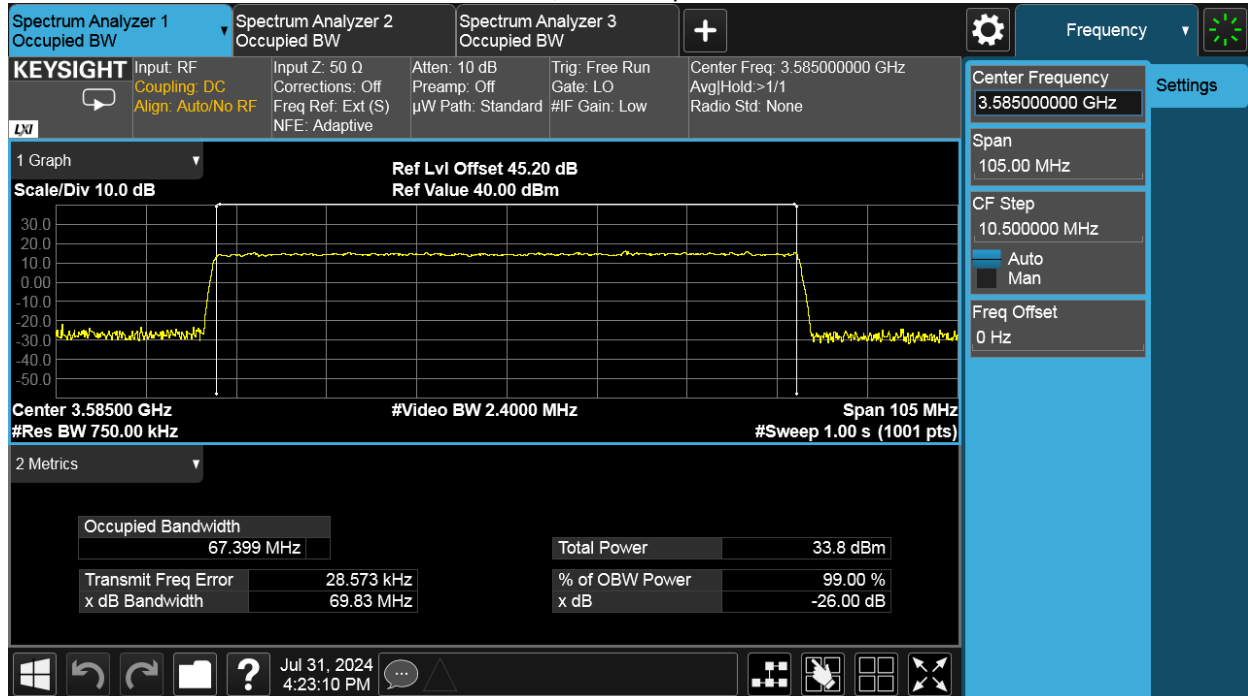 Spectrum Analyzer 1
Occupied BW
Spectrum Analyzer 2
Occupied BW
Spectrum Analyzer 3
Occupied BW
+
Frequency
KEYSIGHT
LXI
Input: RF
Coupling: DC
Align: Auto/No RF
Input Z: 50 Ω
Corrections: Off
Freq Ref: Ext (S)
NFE: Adaptive
Atten: 10 dB
Preamp: Off
µW Path: Standard
Trig: Free Run
Gate: LO
#IF Gain: Low
Center Freq: 3.585000000 GHz
Avg|Hold:>1/1
Radio Std: None
Center Frequency
3.585000000 GHz
Settings
Span
105.00 MHz
CF Step
10.500000 MHz
Auto
Man
Freq Offset
0 Hz
1 Graph
Scale/Div 10.0 dB
Ref Lvl Offset 45.20 dB
Ref Value 40.00 dBm
30.0
20.0
10.0
0.00
-10.0
-20.0
-30.0
-40.0
-50.0
Center 3.58500 GHz
#Res BW 750.00 kHz
#Video BW 2.4000 MHz
Span 105 MHz
#Sweep 1.00 s (1001 pts)
2 Metrics
Occupied Bandwidth
67.399 MHz
Total Power 33.8 dBm
Transmit Freq Error 28.573 kHz
% of OBW Power 99.00 %
x dB Bandwidth 69.83 MHz
x dB -26.00 dB
?
Jul 31, 2024
4:23:10 PM